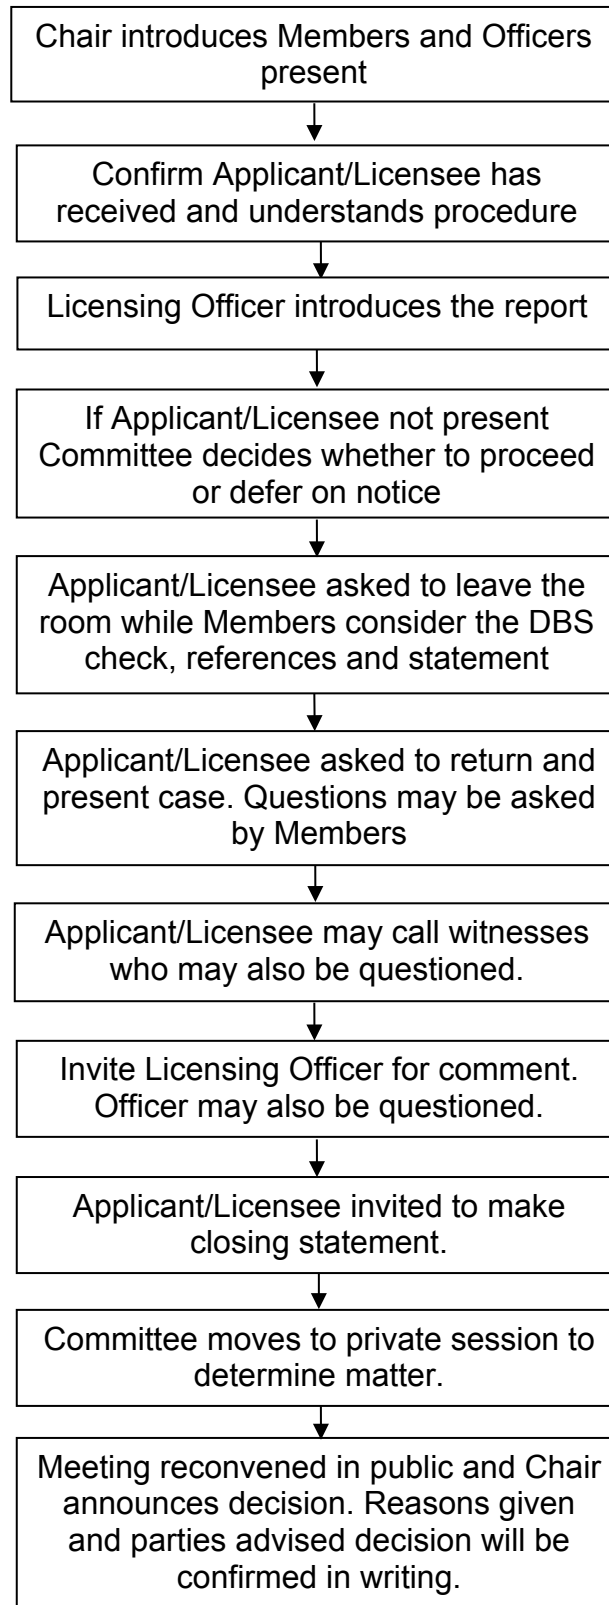 Chair introduces Members and Officers
present
Confirm Applicant/Licensee has
received and understands procedure
Licensing Officer introduces the report
If Applicant/Licensee not present
Committee decides whether to proceed
or defer on notice
Applicant/Licensee asked to leave the
room while Members consider the DBS
check, references and statement
Applicant/Licensee asked to return and
present case. Questions may be asked
by Members
Applicant/Licensee may call witnesses
who may also be questioned.
Invite Licensing Officer for comment.
Officer may also be questioned.
Applicant/Licensee invited to make
closing statement.
Committee moves to private session to
determine matter.
Meeting reconvened in public and Chair
announces decision. Reasons given
and parties advised decision will be
confirmed in writing.